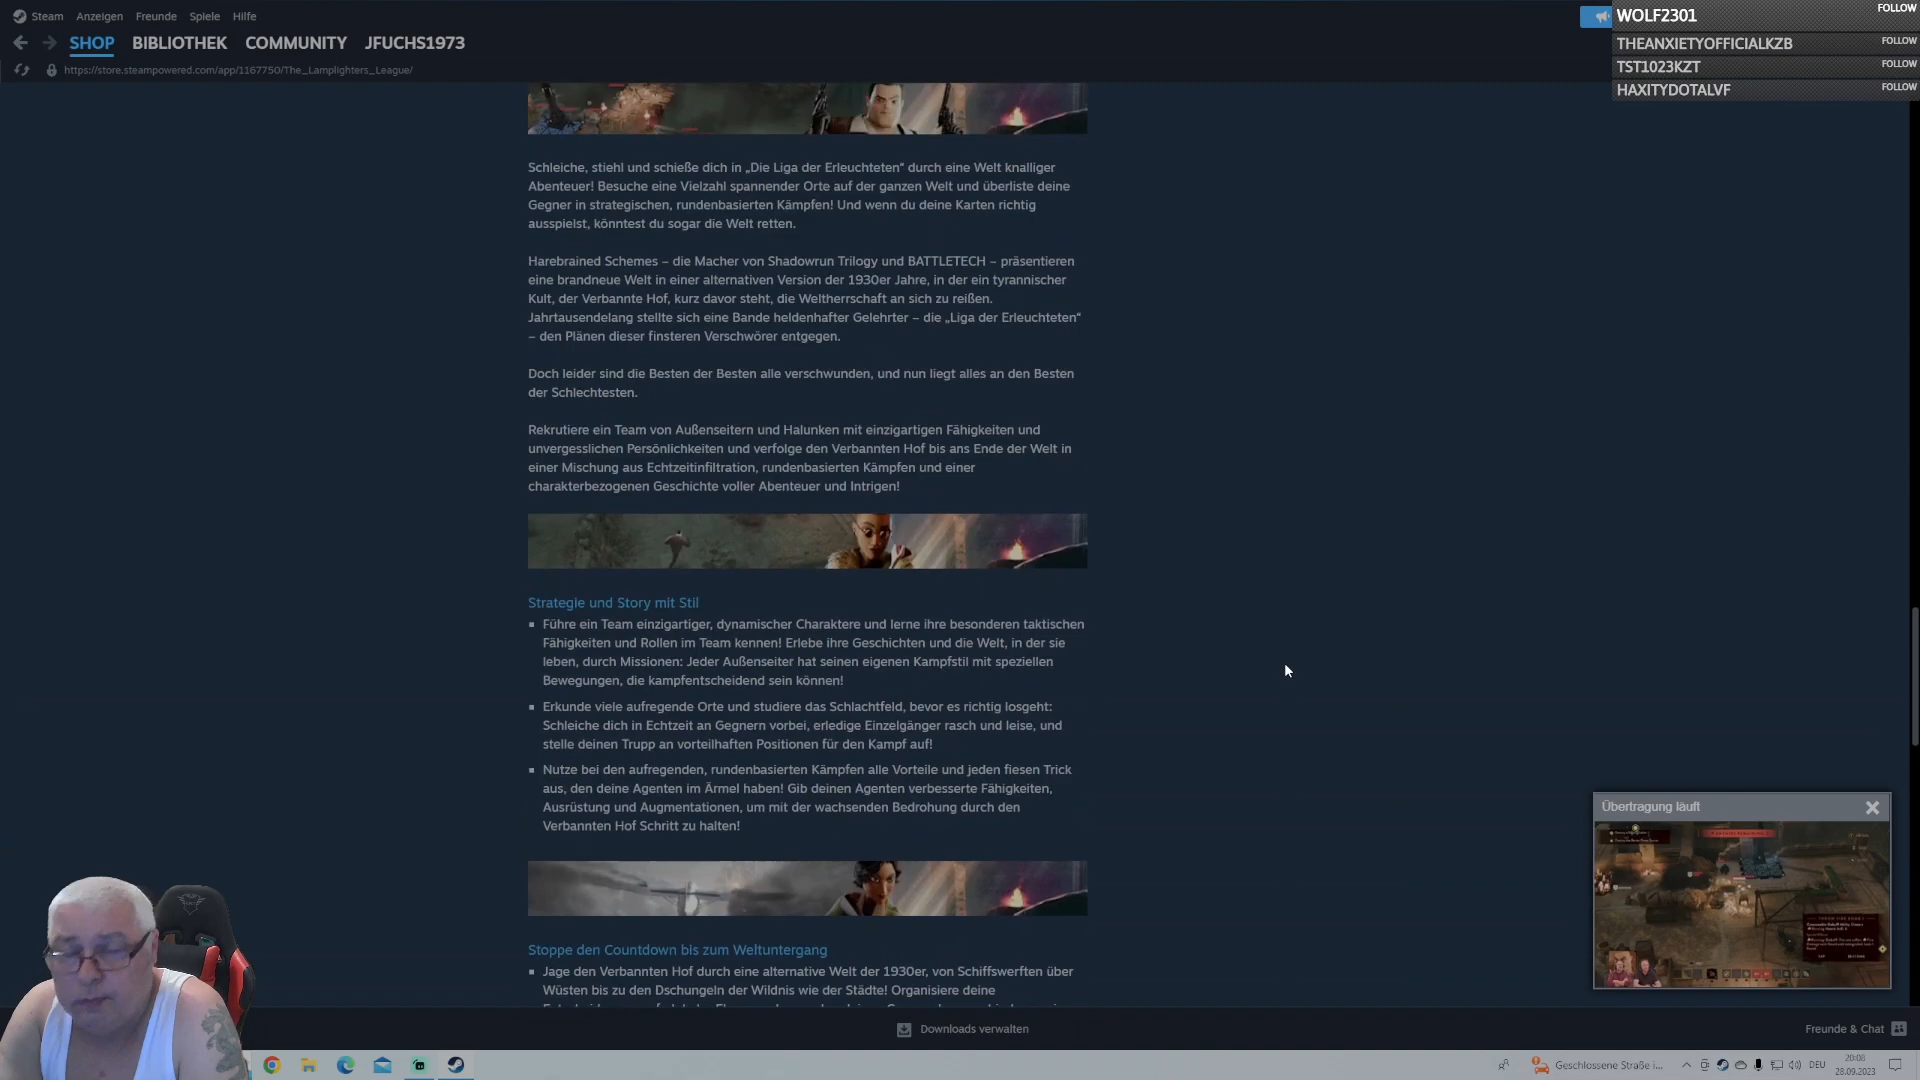 Steam Anzeigen Freunde Spiele Hilfe
SHOP BIBLIOTHEK COMMUNITY JFUCHS1973
https://store.steampowered.com/app/1167750/The_Lamplighters_League/
WOLF2301 FOLLOW
THEANXIETYOFFICIALKZB FOLLOW
TST1023KZT FOLLOW
HAXITYDOTALVF FOLLOW
Schleiche, stiehl und schieße dich in „Die Liga der Erleuchteten“ durch eine Welt knalliger
Abenteuer! Besuche eine Vielzahl spannender Orte auf der ganzen Welt und überliste deine
Gegner in strategischen, rundenbasierten Kämpfen! Und wenn du deine Karten richtig
ausspielst, könntest du sogar die Welt retten.
Harebrained Schemes – die Macher von Shadowrun Trilogy und BATTLETECH – präsentieren
eine brandneue Welt in einer alternativen Version der 1930er Jahre, in der ein tyrannischer
Kult, der Verbannte Hof, kurz davor steht, die Weltherrschaft an sich zu reißen.
Jahrtausendelang stellte sich eine Bande heldenhafter Gelehrter – die „Liga der Erleuchteten“
– den Plänen dieser finsteren Verschwörer entgegen.
Doch leider sind die Besten der Besten alle verschwunden, und nun liegt alles an den Besten
der Schlechtesten.
Rekrutiere ein Team von Außenseitern und Halunken mit einzigartigen Fähigkeiten und
unvergesslichen Persönlichkeiten und verfolge den Verbannten Hof bis ans Ende der Welt in
einer Mischung aus Echtzeitinfiltration, rundenbasierten Kämpfen und einer
charakterbezogenen Geschichte voller Abenteuer und Intrigen!
Strategie und Story mit Stil
Führe ein Team einzigartiger, dynamischer Charaktere und lerne ihre besonderen taktischen
Fähigkeiten und Rollen im Team kennen! Erlebe ihre Geschichten und die Welt, in der sie
leben, durch Missionen: Jeder Außenseiter hat seinen eigenen Kampfstil mit speziellen
Bewegungen, die kampfentscheidend sein können!
Erkunde viele aufregende Orte und studiere das Schlachtfeld, bevor es richtig losgeht:
Schleiche dich in Echtzeit an Gegnern vorbei, erledige Einzelgänger rasch und leise, und
stelle deinen Trupp an vorteilhaften Positionen für den Kampf auf!
Nutze bei den aufregenden, rundenbasierten Kämpfen alle Vorteile und jeden fiesen Trick
aus, den deine Agenten im Ärmel haben! Gib deinen Agenten verbesserte Fähigkeiten,
Ausrüstung und Augmentationen, um mit der wachsenden Bedrohung durch den
Verbannten Hof Schritt zu halten!
Übertragung läuft
Stoppe den Countdown bis zum Weltuntergang
Jage den Verbannten Hof durch eine alternative Welt der 1930er, von Schiffswerften über
Wüsten bis zu den Dschungeln der Wildnis wie der Städte! Organisiere deine
Downloads verwalten
Freunde & Chat
Geschlossene Straße i...
DEU
20:08
28.09.2023